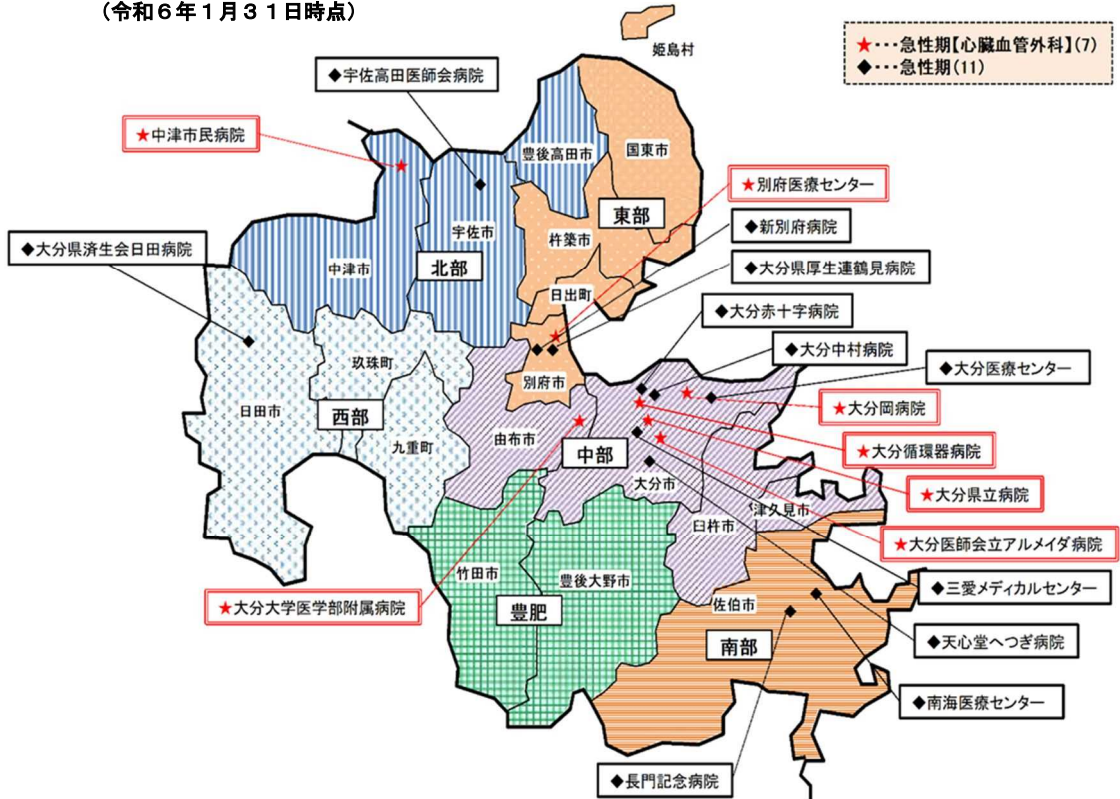 （令和６年１月３１日時点）
★･･･急性期【心臓血管外科】(7)
◆･･･急性期(11)
姫島村
◆宇佐高田医師会病院
★中津市民病院
豊後高田市
国東市
★別府医療センター
東部
◆新別府病院
宇佐市
杵築市
◆大分県済生会日田病院
中津市
北部
◆大分県厚生連鶴見病院
日出町
◆大分赤十字病院
◆大分中村病院
玖珠町
◆大分医療センター
別府市
日田市
西部
★大分岡病院
九重町
由布市
中部
★大分循環器病院
大分市
★大分県立病院
津久見市
臼杵市
★大分医師会立アルメイダ病院
竹田市
豊後大野市
◆三愛メディカルセンター
★大分大学医学部附属病院
豊肥
佐伯市
南部
◆天心堂へつぎ病院
◆南海医療センター
◆長門記念病院